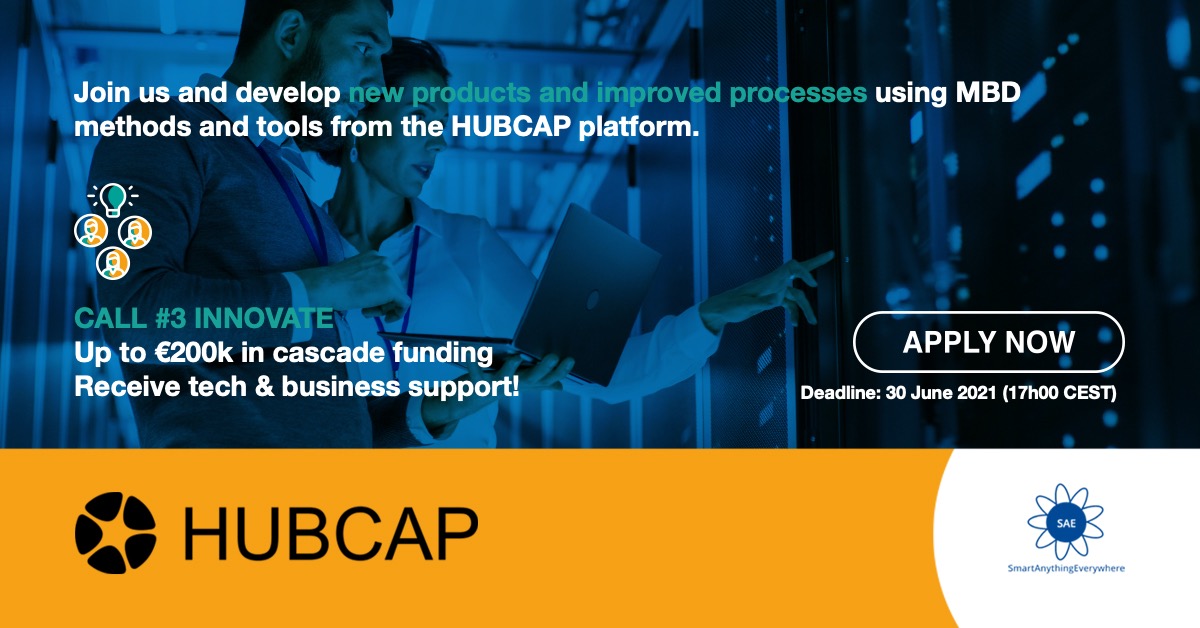 Join us and develop new products and improved processes using MBD
methods and tools from the HUBCAP platform.
CALL #3 INNOVATE
Up to €200k in cascade funding
Receive tech & business support!
APPLY NOW
Deadline: 30 June 2021 (17h00 CEST)
HUBCAP
SAE
SmartAnythingEverywhere